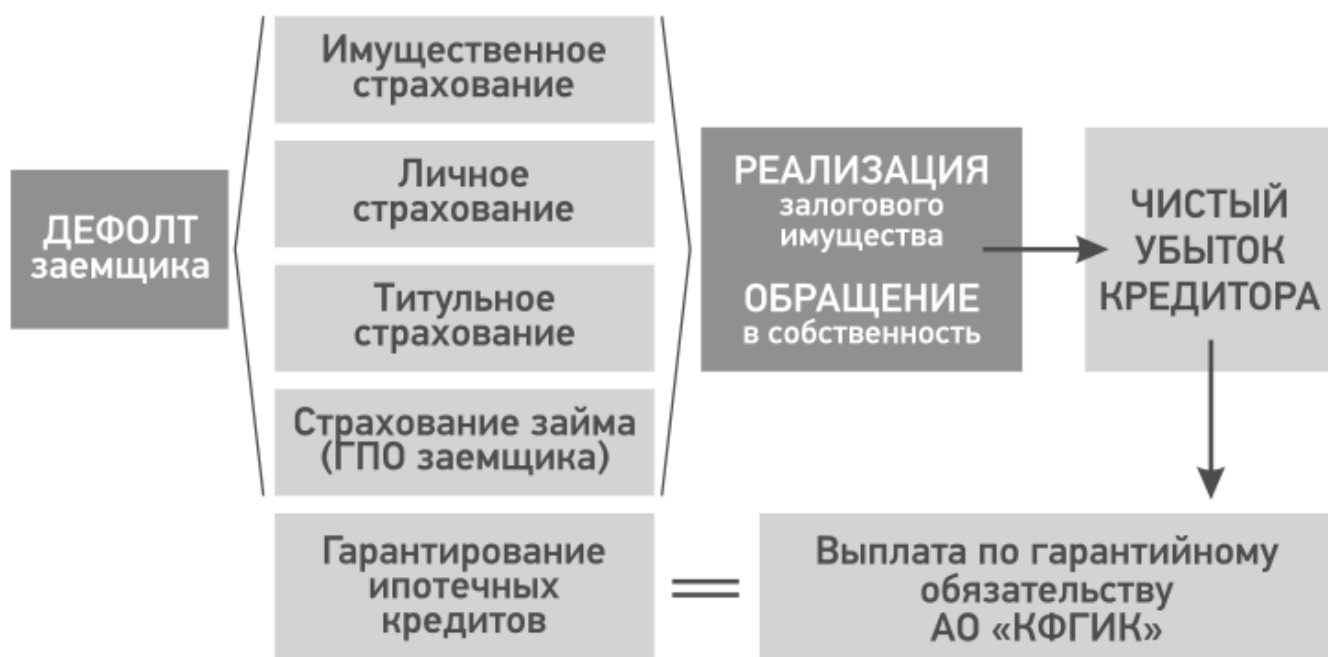 ДЕФОЛТ
заемщика
Имущественное
страхование
Личное
страхование
Титульное
страхование
Страхование займа
(ГПО заемщика)
РЕАЛИЗАЦИЯ
залогового
имущества
ОБРАЩЕНИЕ
в собственность
ЧИСТЫЙ
УБЫТОК
КРЕДИТОРА
Гарантирование
ипотечных
кредитов
=
Выплата по гарантийному
обязательству
АО «КФГИК»